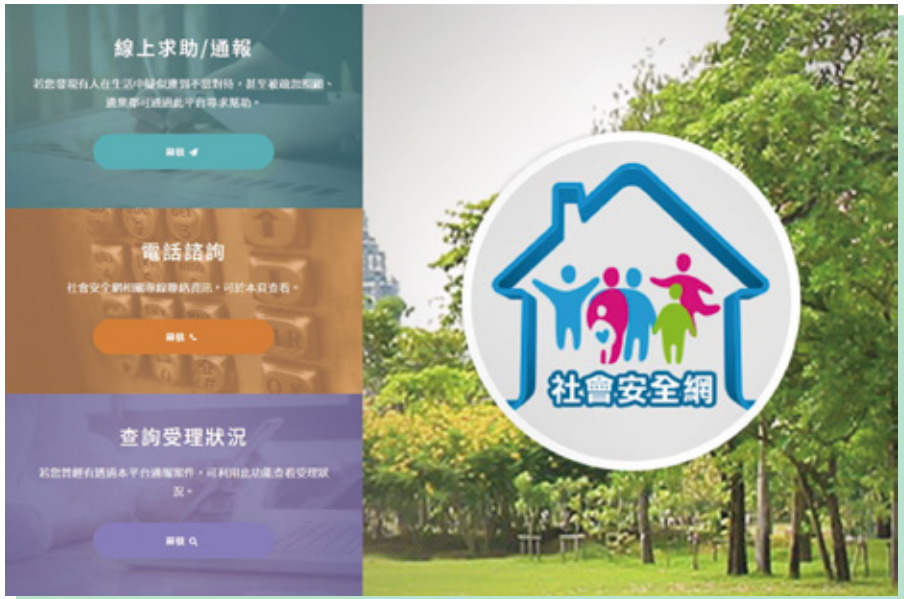 線上求助/通報
若您發現有人在生活中疑似遭到不當對待，甚至被疏忽照顧、
遺棄都可通過此平台尋求幫助。
前往
電話諮詢
社會安全網相關專線聯絡資訊，可於本頁查看。
前往
查詢受理狀況
若您曾經有透過本平台通報案件，可利用此功能查看受理狀
況。
前往
社會安全網